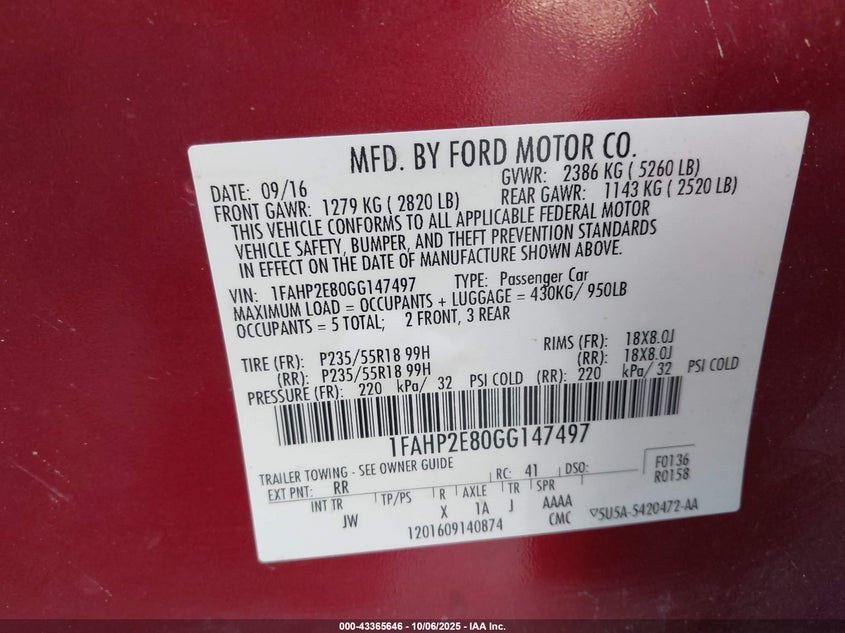 MFD. BY FORD MOTOR CO.
DATE: 09/16 GVWR: 2386 KG ( 5260 LB)
FRONT GAWR: 1279 KG ( 2820 LB) REAR GAWR: 1143 KG ( 2520 LB)
THIS VEHICLE CONFORMS TO ALL APPLICABLE FEDERAL MOTOR
VEHICLE SAFETY, BUMPER, AND THEFT PREVENTION STANDARDS
IN EFFECT ON THE DATE OF MANUFACTURE SHOWN ABOVE.
VIN: 1FAHP2E80GG147497 TYPE: Passenger Car
MAXIMUM LOAD = OCCUPANTS + LUGGAGE = 430KG/ 950LB
OCCUPANTS = 5 TOTAL; 2 FRONT, 3 REAR
TIRE (FR): P235/55R18 99H RIMS (FR): 18X8.0J
(RR): P235/55R18 99H (RR): 18X8.0J
PRESSURE (FR): 220 kPa/ 32 PSI COLD (RR): 220 kPa/ 32 PSI COLD
1FAHP2E80GG147497
TRAILER TOWING - SEE OWNER GUIDE
EXT PNT: RR RC: 41 DSO: F0136
R0158
INT TR TP/PS R AXLE TR SPR
JW X 1A J AAAA
1201609140874 CMC ▽5U5A-5420472-AA
000-43365646 - 10/06/2025 - IAA Inc.